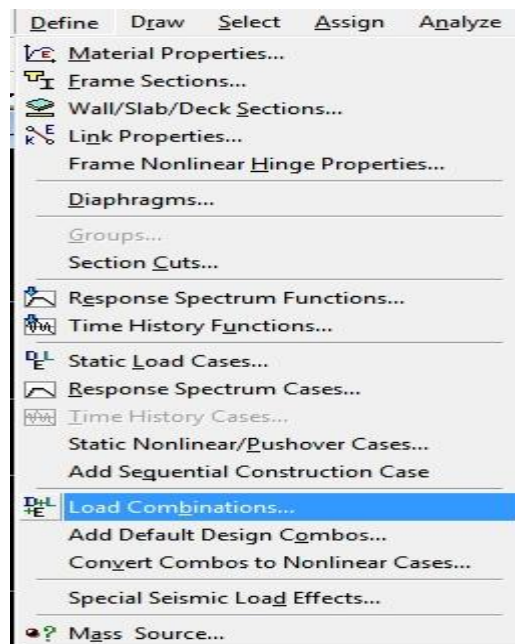 Define Draw Select Assign Analyze
E Material Properties...
I Frame Sections...
Wall/Slab/Deck Sections...
E K Link Properties...
Frame Nonlinear Hinge Properties...
Diaphragms...
Groups...
Section Cuts...
Response Spectrum Functions...
Time History Functions...
D L E Static Load Cases...
Response Spectrum Cases...
Time History Cases...
Static Nonlinear/Pushover Cases...
Add Sequential Construction Case
D+L +E Load Combinations...
Add Default Design Combos...
Convert Combos to Nonlinear Cases...
Special Seismic Load Effects...
? Mass Source...